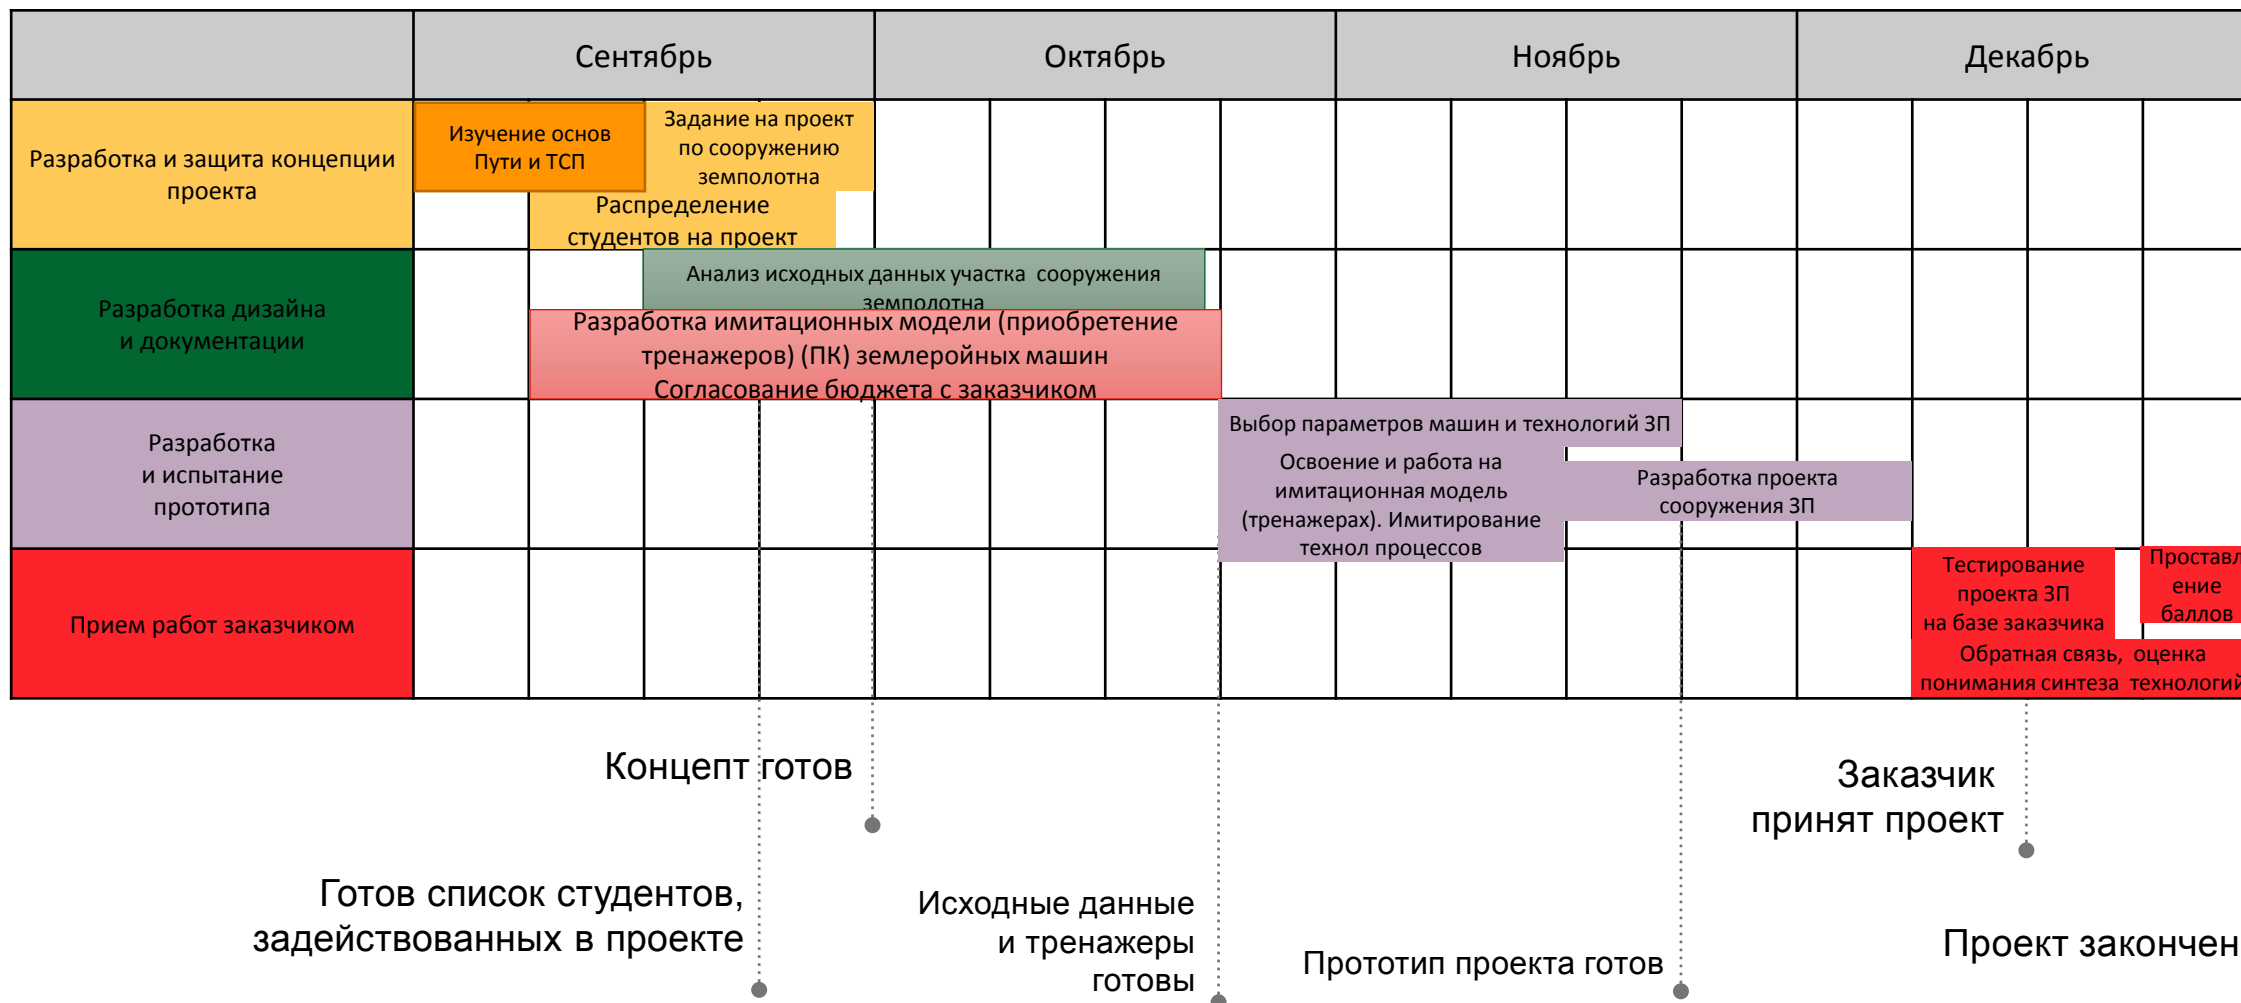 Сентябрь
Октябрь
Ноябрь
Декабрь
Разработка и защита концепции
проекта
Изучение основ
Пути и ТСП
Задание на проект
по сооружению
земполотна
Распределение
студентов на проект
Разработка дизайна
и документации
Анализ исходных данных участка сооружения
земполотна
Разработка имитационных модели (приобретение
тренажеров) (ПК) землеройных машин
Согласование бюджета с заказчиком
Разработка
и испытание
прототипа
Выбор параметров машин и технологий ЗП
Освоение и работа на
имитационная модель
(тренажерах). Имитирование
технол процессов
Разработка проекта
сооружения ЗП
Прием работ заказчиком
Тестирование
проекта ЗП
на базе заказчика
Проставл
ение
баллов
Обратная связь, оценка
понимания синтеза технологий
Концепт готов
Заказчик
принят проект
Готов список студентов,
задействованных в проекте
Исходные данные
и тренажеры
готовы
Прототип проекта готов
Проект закончен